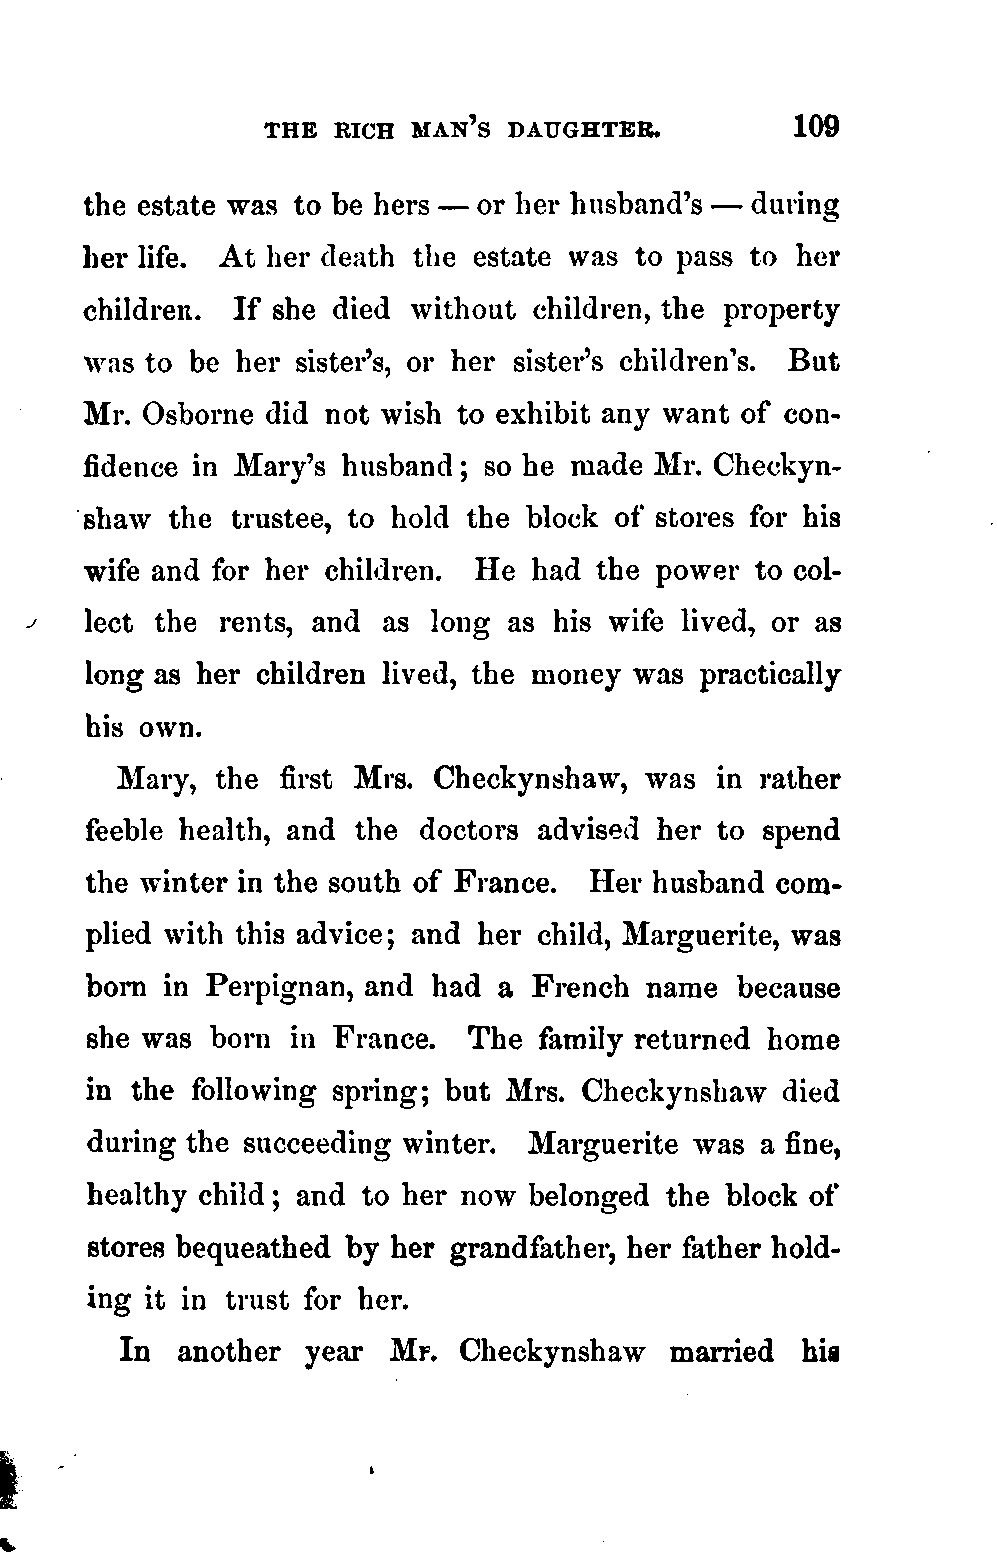 THE RICH MAN'S DAUGHTER. 109
the estate was to be hers — or her husband's — during
her life. At her death the estate was to pass to her
children. If she died without children, the property
was to be her sister's, or her sister's children's. But
Mr. Osborne did not wish to exhibit any want of con-
fidence in Mary's husband; so he made Mr. Checkyn-
shaw the trustee, to hold the block of stores for his
wife and for her children. He had the power to col-
lect the rents, and as long as his wife lived, or as
long as her children lived, the money was practically
his own.
Mary, the first Mrs. Checkynshaw, was in rather
feeble health, and the doctors advised her to spend
the winter in the south of France. Her husband com-
plied with this advice; and her child, Marguerite, was
born in Perpignan, and had a French name because
she was born in France. The family returned home
in the following spring; but Mrs. Checkynshaw died
during the succeeding winter. Marguerite was a fine,
healthy child; and to her now belonged the block of
stores bequeathed by her grandfather, her father hold-
ing it in trust for her.
In another year Mr. Checkynshaw married his